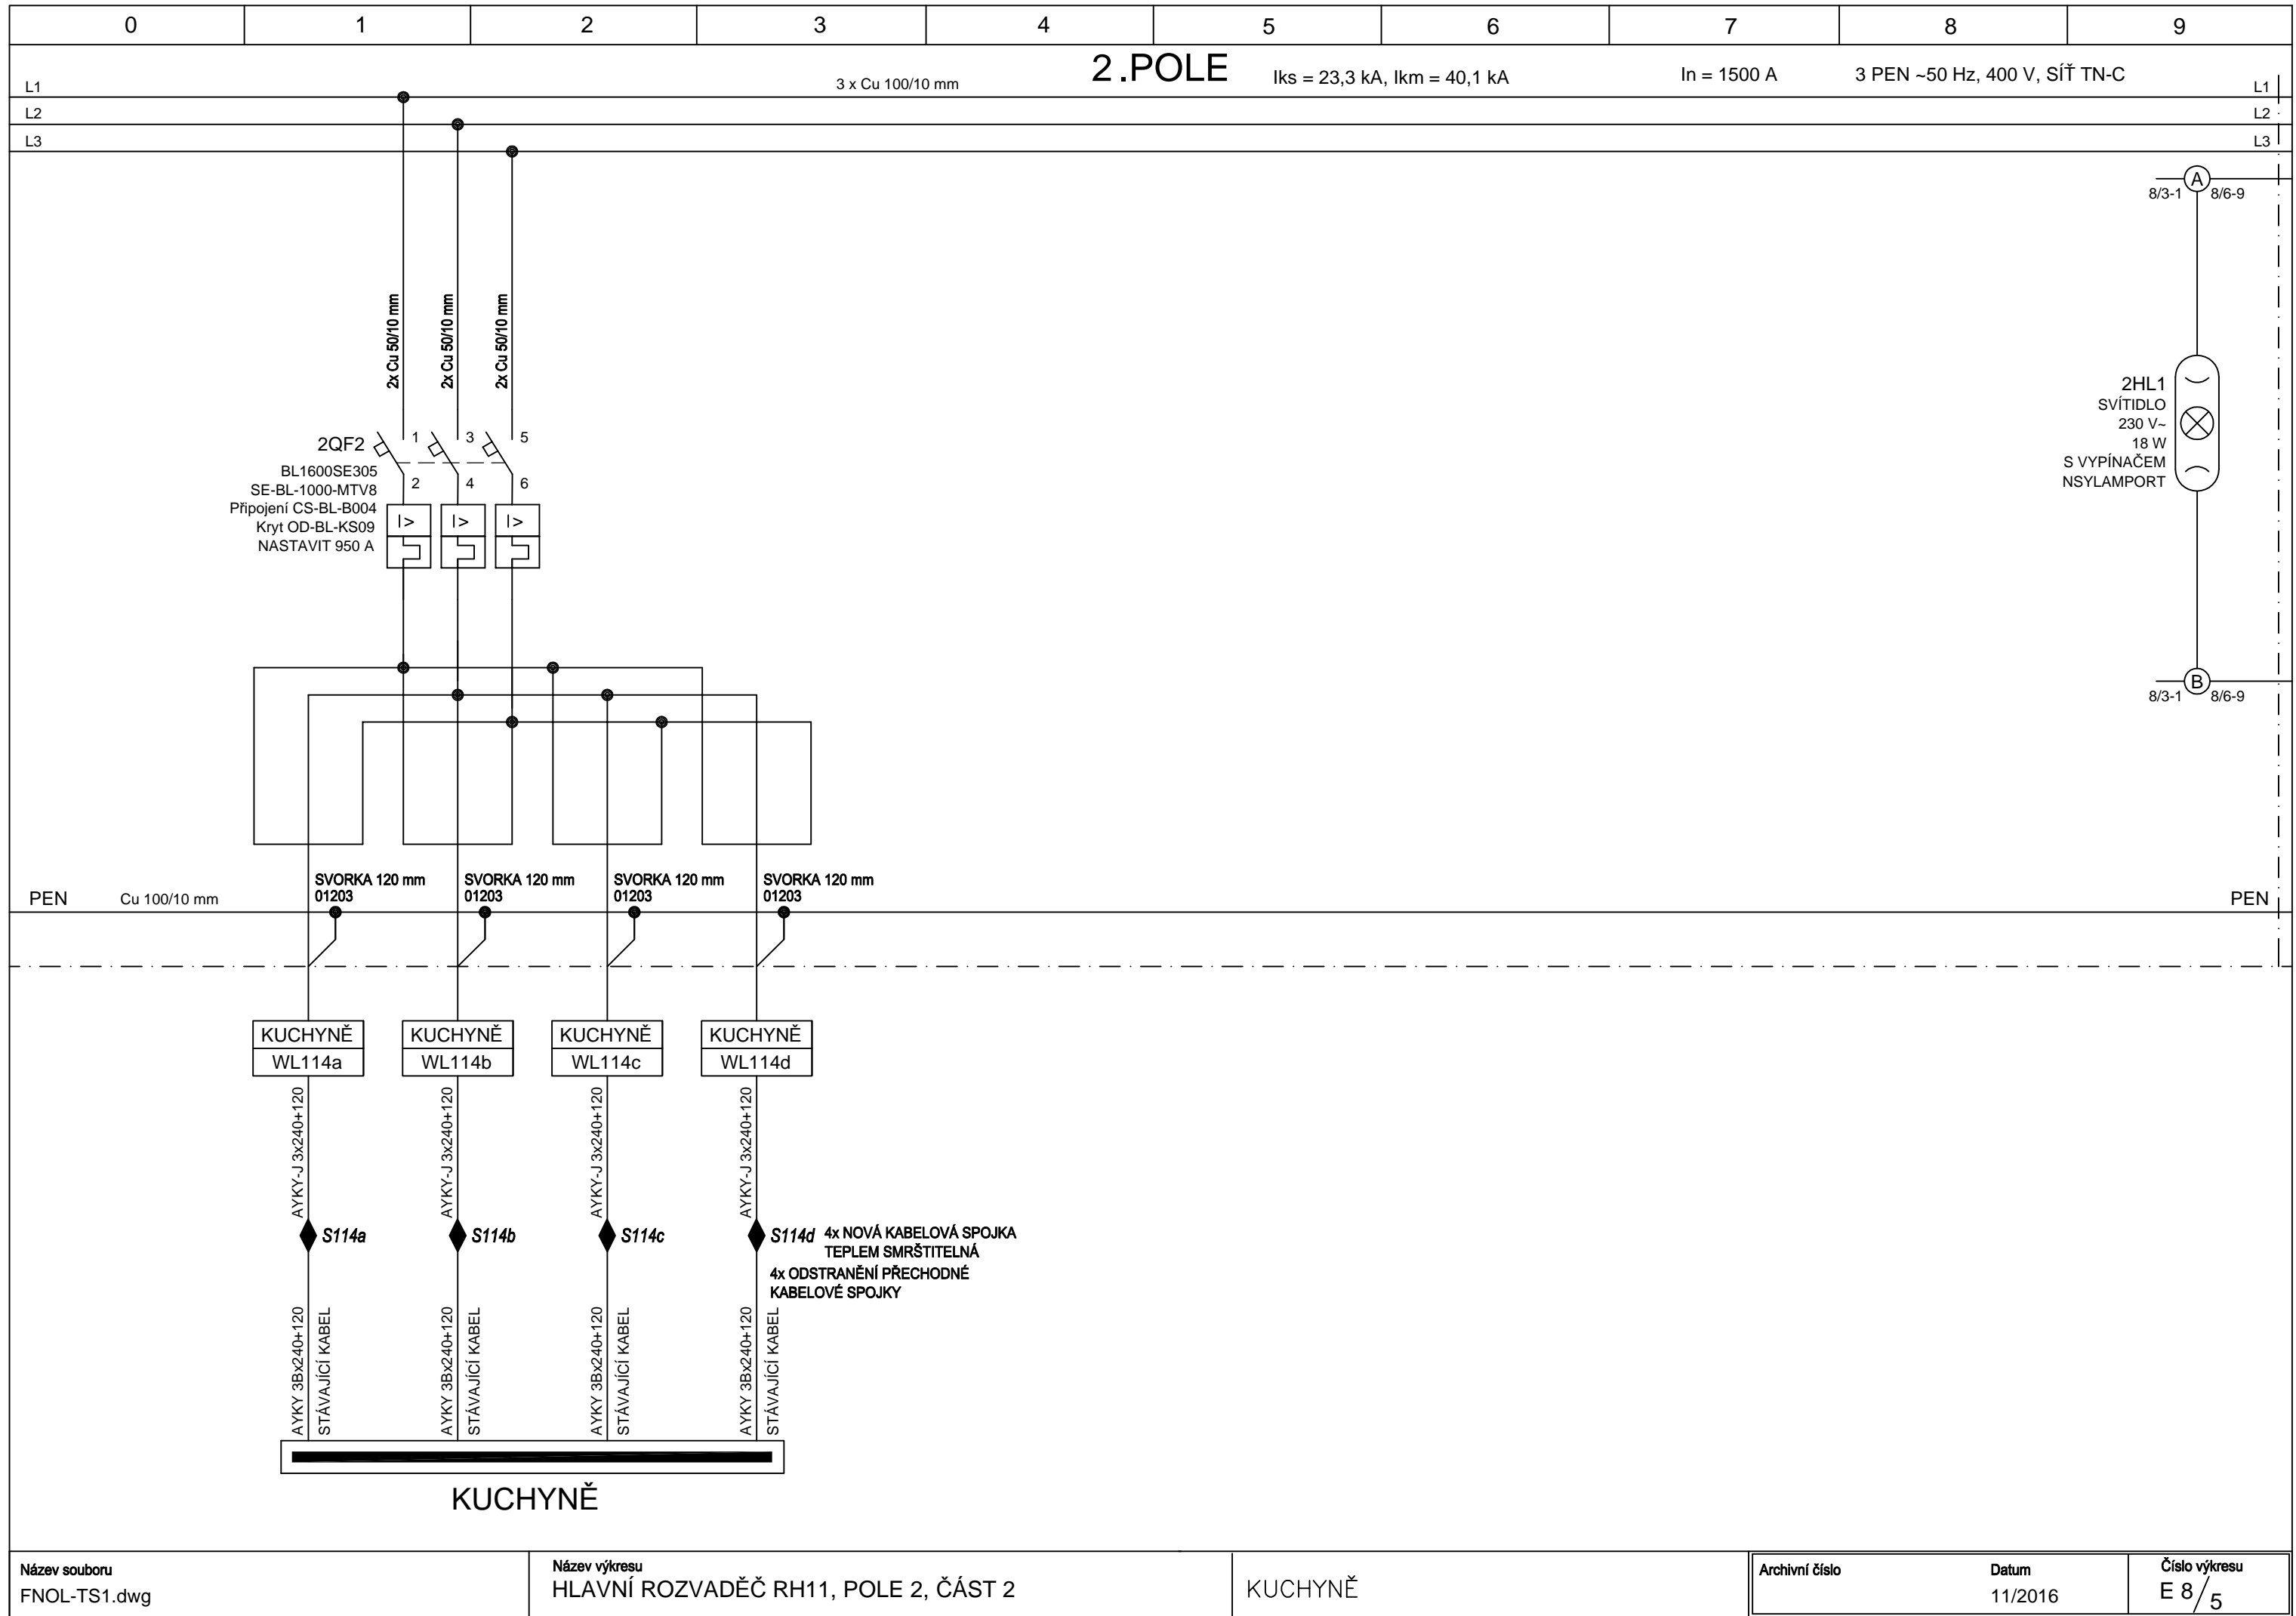 0 1 2 3 4 5 6 7 8 9
2.POLE
Iks = 23,3 kA, Ikm = 40,1 kA
In = 1500 A
3 PEN ~50 Hz, 400 V, SÍŤ TN-C
3 x Cu 100/10 mm
L1 L1
L2 L2
L3 L3
A
8/3-1 8/6-9
2x Cu 50/10 mm
2x Cu 50/10 mm
2x Cu 50/10 mm
2HL1
SVÍTIDLO
230 V~
18 W
S VYPÍNAČEM
NSYLAMPORT
2QF2
BL1600SE305
SE-BL-1000-MTV8
Připojení CS-BL-B004
Kryt OD-BL-KS09
NASTAVIT 950 A
1 3 5
2 4 6
I> I> I>
B
8/3-1 8/6-9
SVORKA 120 mm
01203
SVORKA 120 mm
01203
SVORKA 120 mm
01203
SVORKA 120 mm
01203
PEN Cu 100/10 mm PEN
KUCHYNĚ
WL114a
KUCHYNĚ
WL114b
KUCHYNĚ
WL114c
KUCHYNĚ
WL114d
AYKY-J 3x240+120
AYKY-J 3x240+120
AYKY-J 3x240+120
AYKY-J 3x240+120
S114a
S114b
S114c
S114d
4x NOVÁ KABELOVÁ SPOJKA
TEPLEM SMRŠTITELNÁ
4x ODSTRANĚNÍ PŘECHODNÉ
KABELOVÉ SPOJKY
AYKY 3Bx240+120
STÁVAJÍCÍ KABEL
AYKY 3Bx240+120
STÁVAJÍCÍ KABEL
AYKY 3Bx240+120
STÁVAJÍCÍ KABEL
AYKY 3Bx240+120
STÁVAJÍCÍ KABEL
KUCHYNĚ
Název souboru
FNOL-TS1.dwg
Název výkresu
HLAVNÍ ROZVADĚČ RH11, POLE 2, ČÁST 2
KUCHYNĚ
Archivní číslo
Datum
11/2016
Číslo výkresu
E 8/5